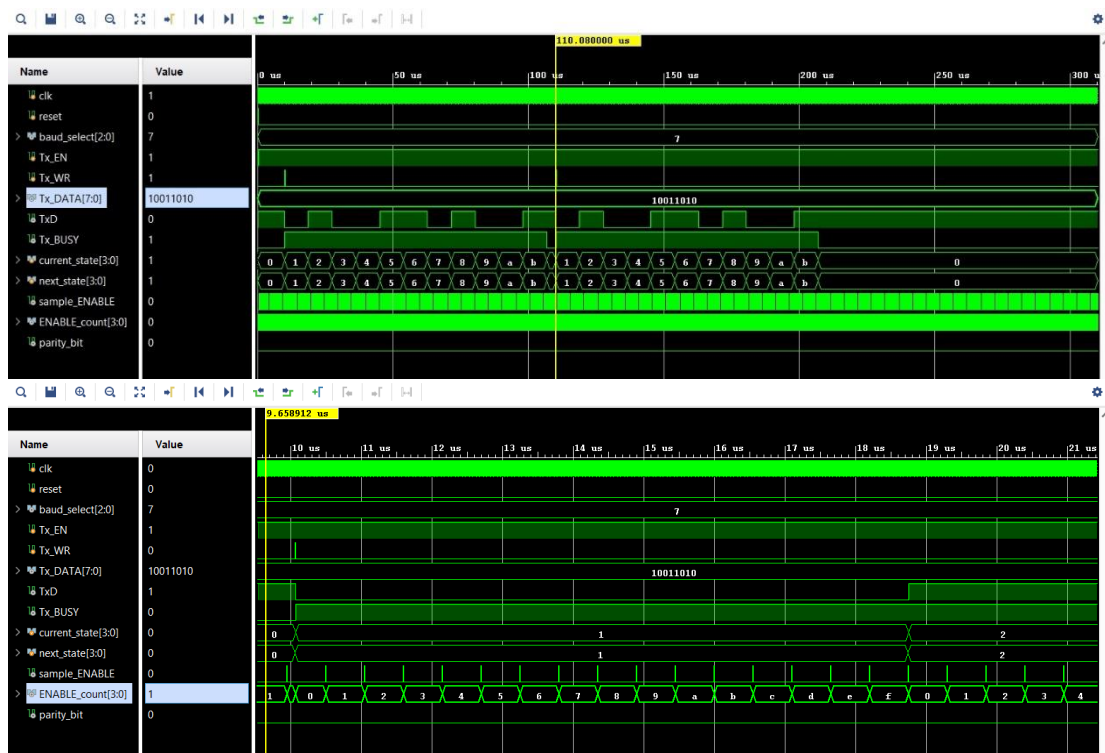 110.080000 us
Name Value
0 us 50 us 100 us 150 us 200 us 250 us 300 u
clk 1
reset 0
baud_select[2:0] 7 7
Tx_EN 1
Tx_WR 1
Tx_DATA[7:0] 10011010 10011010
TxD 0
Tx_BUSY 1
current_state[3:0] 1 0 1 2 3 4 5 6 7 8 9 a b 1 2 3 4 5 6 7 8 9 a b 0
next_state[3:0] 1 0 1 2 3 4 5 6 7 8 9 a b 1 2 3 4 5 6 7 8 9 a b 0
sample_ENABLE 0
ENABLE_count[3:0] 0
parity_bit 0
9.658912 us
Name Value
10 us 11 us 12 us 13 us 14 us 15 us 16 us 17 us 18 us 19 us 20 us 21 us
clk 0
reset 0
baud_select[2:0] 7 7
Tx_EN 1
Tx_WR 0
Tx_DATA[7:0] 10011010 10011010
TxD 1
Tx_BUSY 0
current_state[3:0] 0 0 1 2
next_state[3:0] 0 0 1 2
sample_ENABLE 0
ENABLE_count[3:0] 1 1 0 1 2 3 4 5 6 7 8 9 a b c d e f 0 1 2 3 4
parity_bit 0